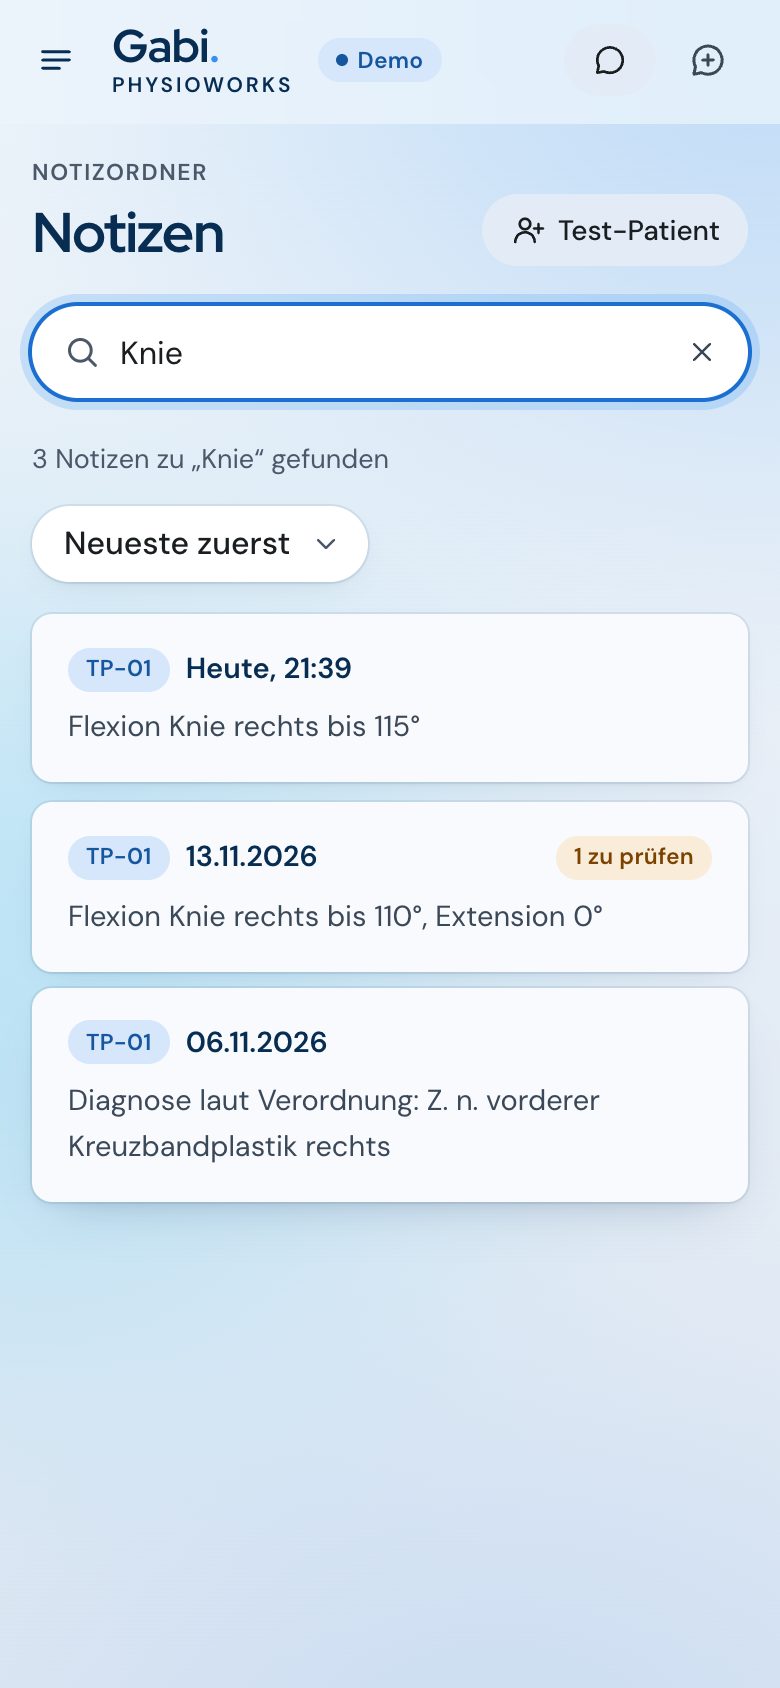 Gabi.
PHYSIOWORKS
Demo
NOTIZORDNER
Notizen
Test-Patient
Knie
3 Notizen zu „Knie“ gefunden
Neueste zuerst
TP-01 Heute, 21:39
Flexion Knie rechts bis 115°
TP-01 13.11.2026 1 zu prüfen
Flexion Knie rechts bis 110°, Extension 0°
TP-01 06.11.2026
Diagnose laut Verordnung: Z. n. vorderer
Kreuzbandplastik rechts